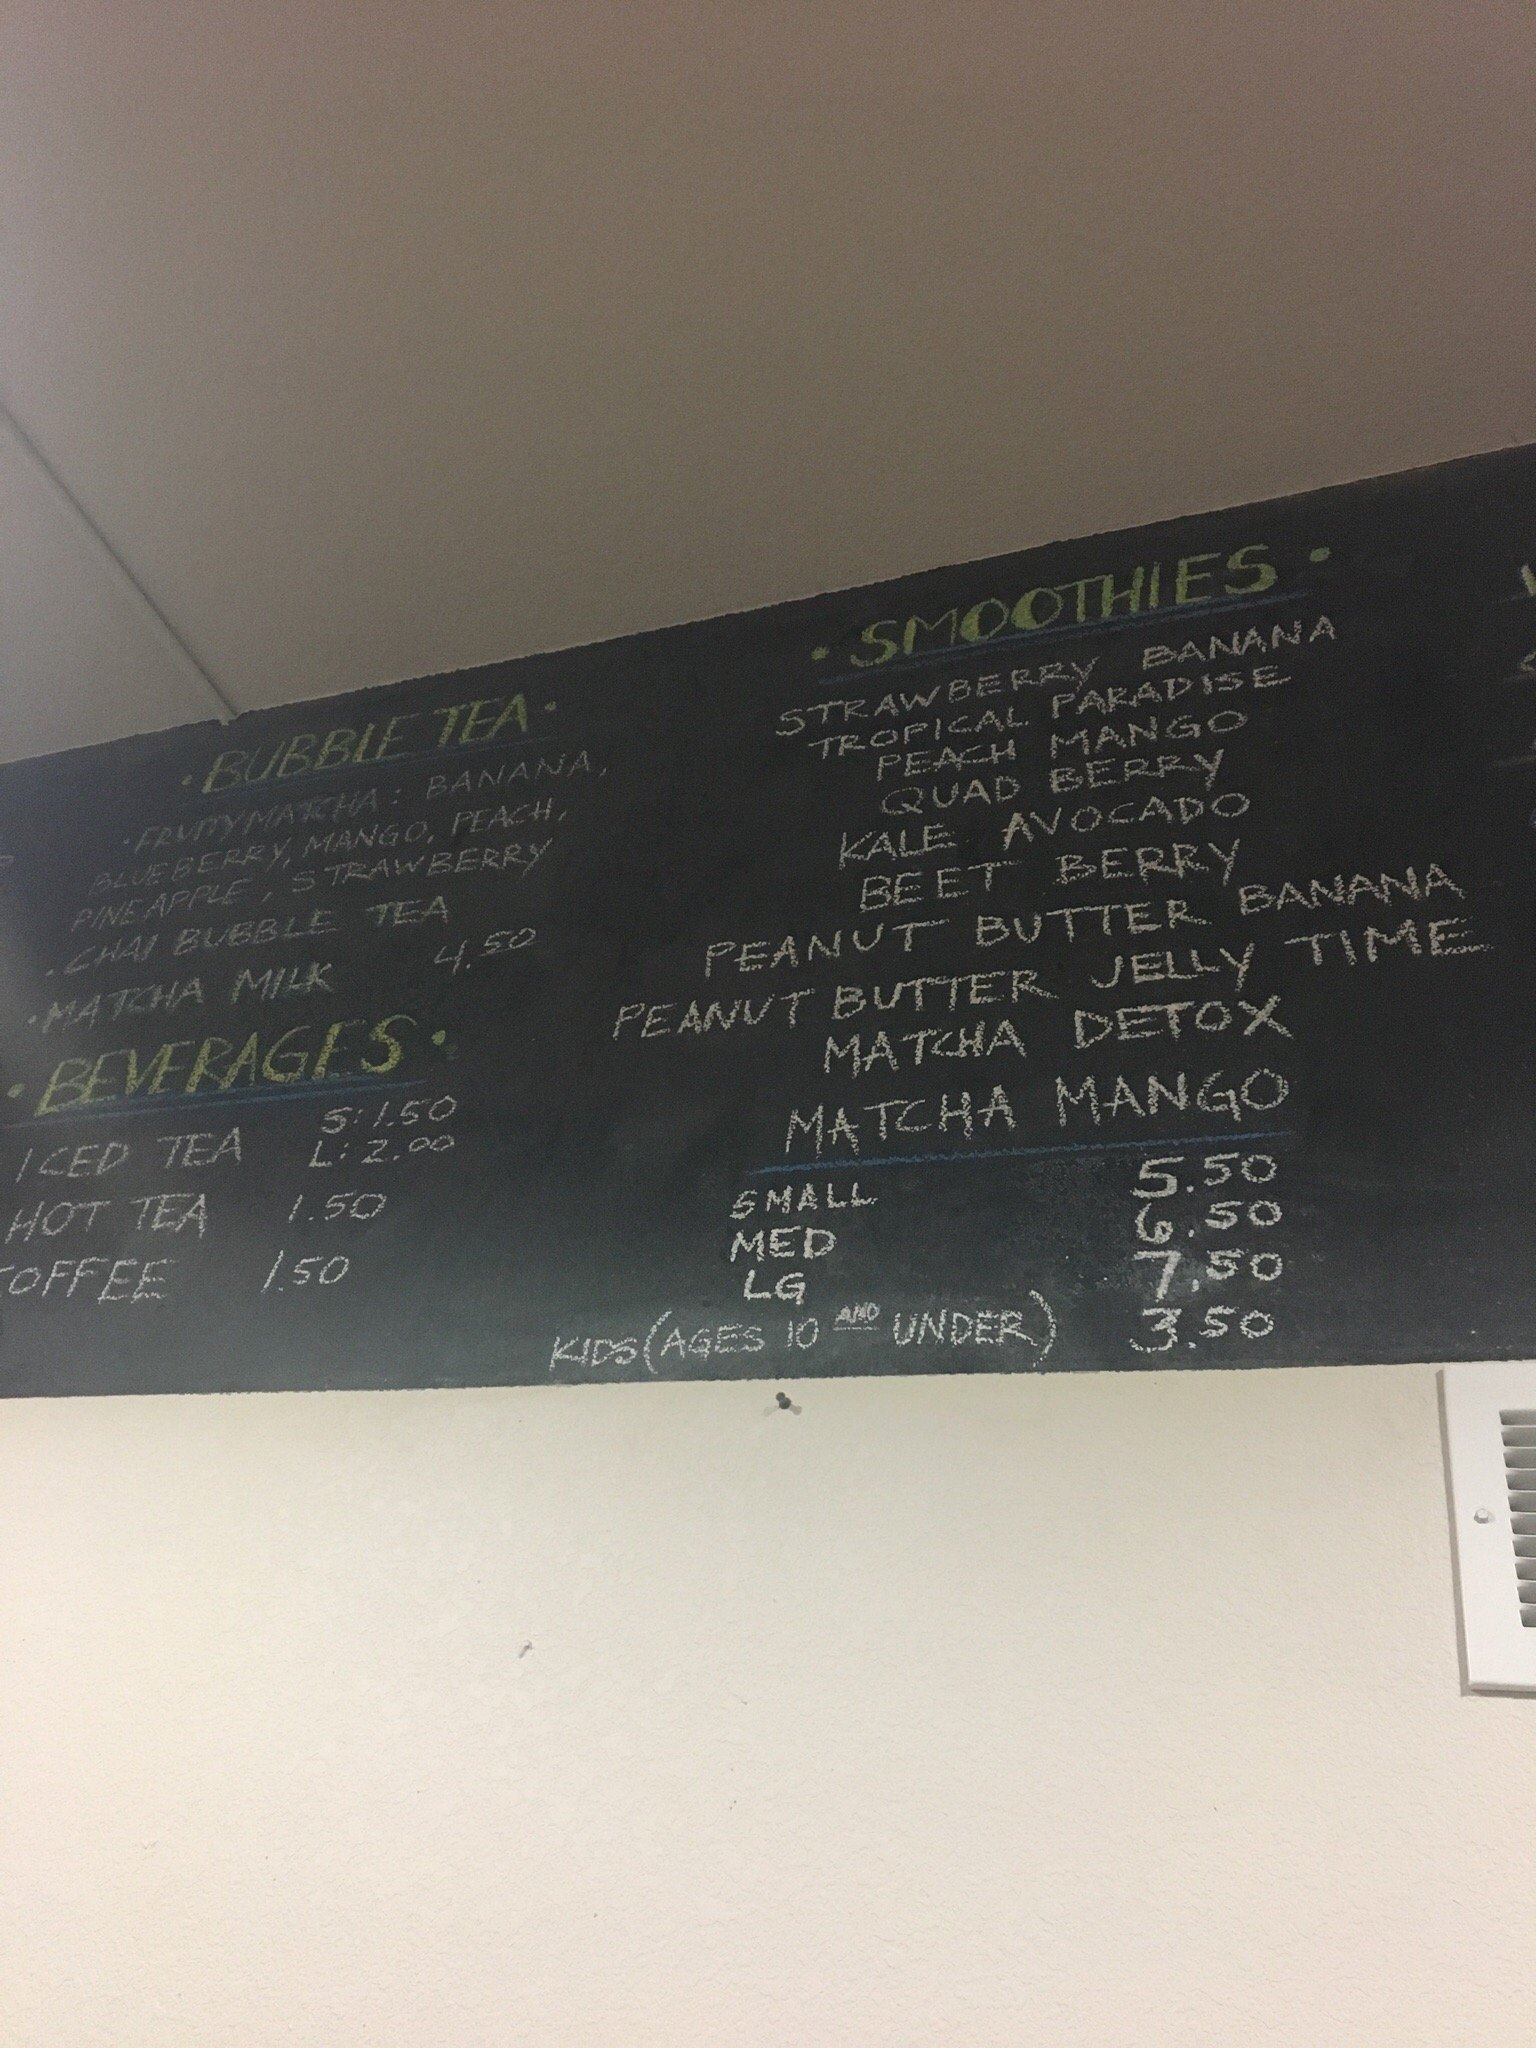 • BUBBLE TEA •
• FRUITY MATCHA: BANANA,
BLUEBERRY, MANGO, PEACH,
PINEAPPLE, STRAWBERRY
• CHAI BUBBLE TEA
• MATCHA MILK 4.50
• BEVERAGES •
ICED TEA S: 1.50
L: 2.00
HOT TEA 1.50
COFFEE 1.50
• SMOOTHIES •
STRAWBERRY BANANA
TROPICAL PARADISE
PEACH MANGO
QUAD BERRY
KALE AVOCADO
BEET BERRY
PEANUT BUTTER BANANA
PEANUT BUTTER JELLY TIME
MATCHA DETOX
MATCHA MANGO
SMALL 5.50
MED 6.50
LG 7.50
KIDS (AGES 10 AND UNDER) 3.50